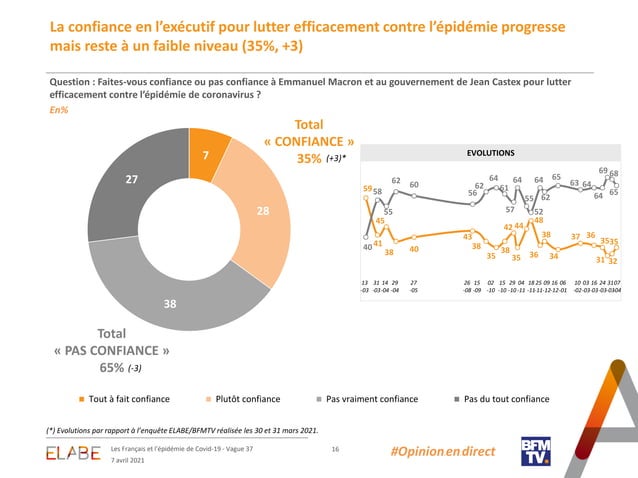 La confiance en l'exécutif pour lutter efficacement contre l'épidémie progresse
mais reste à un faible niveau (35%, +3)
Question : Faites-vous confiance ou pas confiance à Emmanuel Macron et au gouvernement de Jean Castex pour lutter
efficacement contre l'épidémie de coronavirus ?
En%
Total
« CONFIANCE »
35% (+3)*
7
28
38
27
Total
« PAS CONFIANCE »
65% (-3)
EVOLUTIONS
59 58 55 62 60 56 62 64 61 57 64 55 52 64 62 65 63 64 64 69 68 65
40 41 45 38 40 43 38 35 38 42 44 35 48 36 38 34 37 36 35 31 32 35
13 31 14 29 27 26 15 02 15 29 04 18 25 09 16 06 10 03 16 24 31 07
-03 -03 -04 -04 -05 -08 -09 -10 -10 -10 -11 -11 -11 -12 -12 -01 -02 -03 -03 -03 -03 04
Tout à fait confiance
Plutôt confiance
Pas vraiment confiance
Pas du tout confiance
(*) Evolutions par rapport à l'enquête ELABE/BFMTV réalisée les 30 et 31 mars 2021.
ELABE
Les Français et l'épidémie de Covid-19 - Vague 37
7 avril 2021
16
#Opinion en direct
BFM
TV.